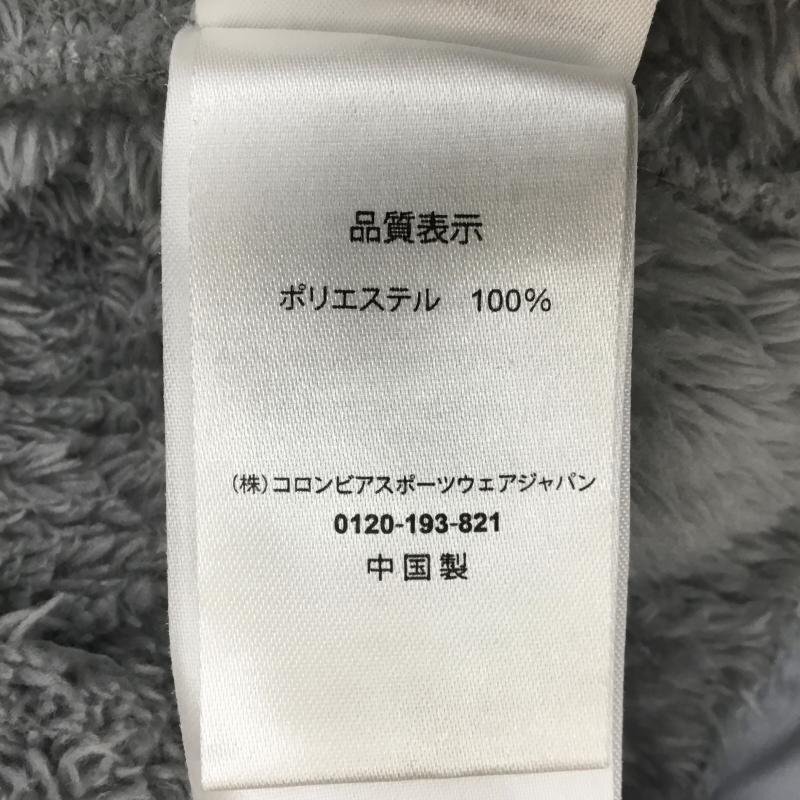 品質表示
ポリエステル　100%
(株)コロンビアスポーツウェアジャパン
0120-193-821
中国製